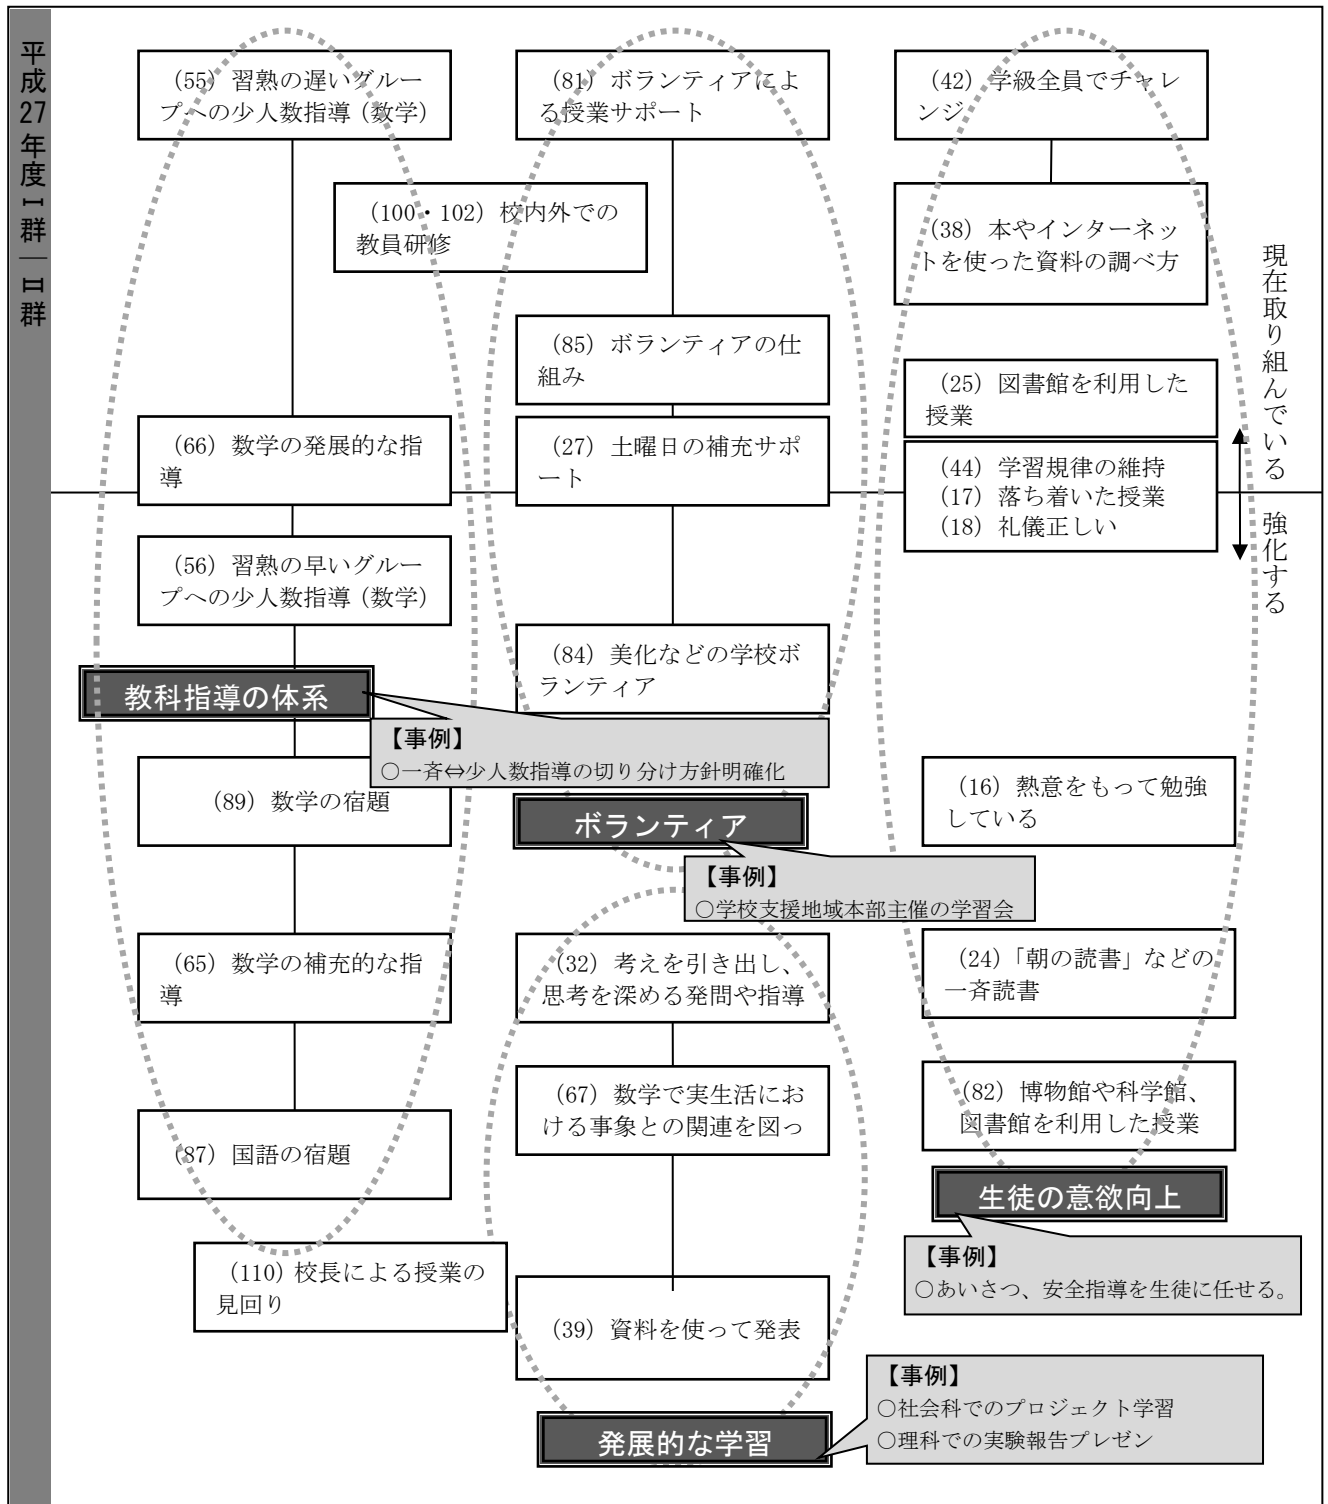 平成27年度Ⅰ群｜Ⅱ群
（55）習熟の遅いグルー
プへの少人数指導（数学）
（81）ボランティアによ
る授業サポート
（42）学級全員でチャレ
ンジ
（100・102）校内外での
教員研修
（38）本やインターネッ
トを使った資料の調べ方
現在取り組んでいる
（85）ボランティアの仕
組み
（25）図書館を利用した
授業
（66）数学の発展的な指
導
（27）土曜日の補充サポ
ート
（44）学習規律の維持
（17）落ち着いた授業
（18）礼儀正しい
強化する
（56）習熟の早いグルー
プへの少人数指導（数学）
（84）美化などの学校ボ
ランティア
教科指導の体系
【事例】
○一斉⇔少人数指導の切り分け方針明確化
（89）数学の宿題
ボランティア
（16）熱意をもって勉強
している
【事例】
○学校支援地域本部主催の学習会
（65）数学の補充的な指
導
（32）考えを引き出し、
思考を深める発問や指導
（24）「朝の読書」などの
一斉読書
（67）数学で実生活にお
ける事象との関連を図っ
（82）博物館や科学館、
図書館を利用した授業
（87）国語の宿題
生徒の意欲向上
【事例】
○あいさつ、安全指導を生徒に任せる。
（110）校長による授業の
見回り
（39）資料を使って発表
【事例】
○社会科でのプロジェクト学習
○理科での実験報告プレゼン
発展的な学習